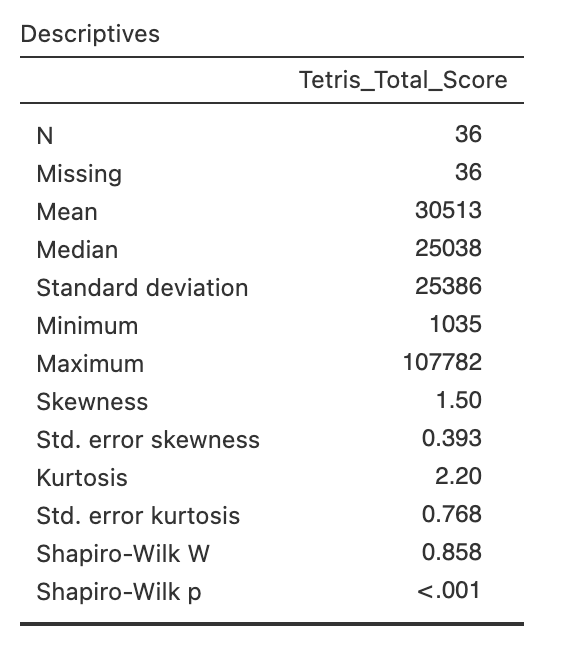 Descriptives
Tetris_Total_Score
N 36
Missing 36
Mean 30513
Median 25038
Standard deviation 25386
Minimum 1035
Maximum 107782
Skewness 1.50
Std. error skewness 0.393
Kurtosis 2.20
Std. error kurtosis 0.768
Shapiro-Wilk W 0.858
Shapiro-Wilk p <.001